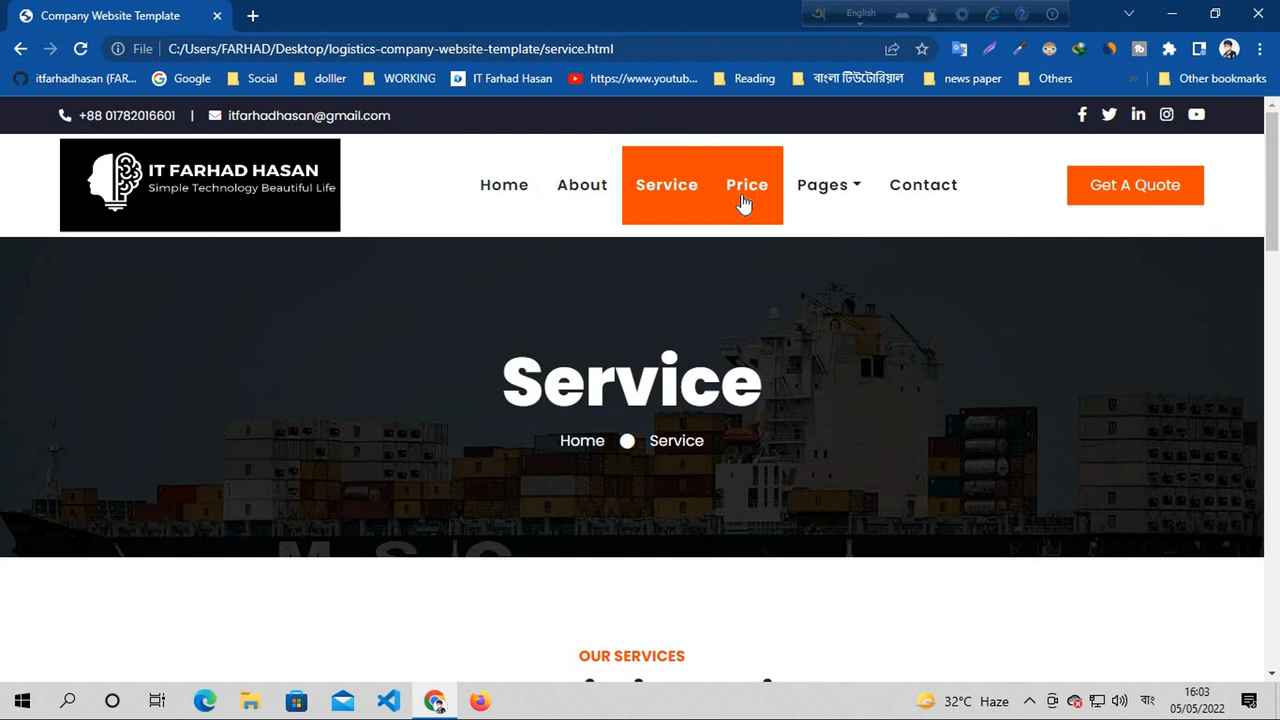 Company Website Template
English
File
C:/Users/FARHAD/Desktop/logistics-company-website-template/service.html
itfarhadhasan (FAR...
Google
Social
dolller
WORKING
IT Farhad Hasan
https://www.youtub...
Reading
বাংলা টিউটোরিয়াল
news paper
Others
»
Other bookmarks
+88 01782016601 | itfarhadhasan@gmail.com
IT FARHAD HASAN
Simple Technology Beautiful Life
Home
About
Service
Price
Pages
Contact
Get A Quote
Service
Home
Service
M S C
OUR SERVICES
32°C Haze
বাং
16:03
05/05/2022